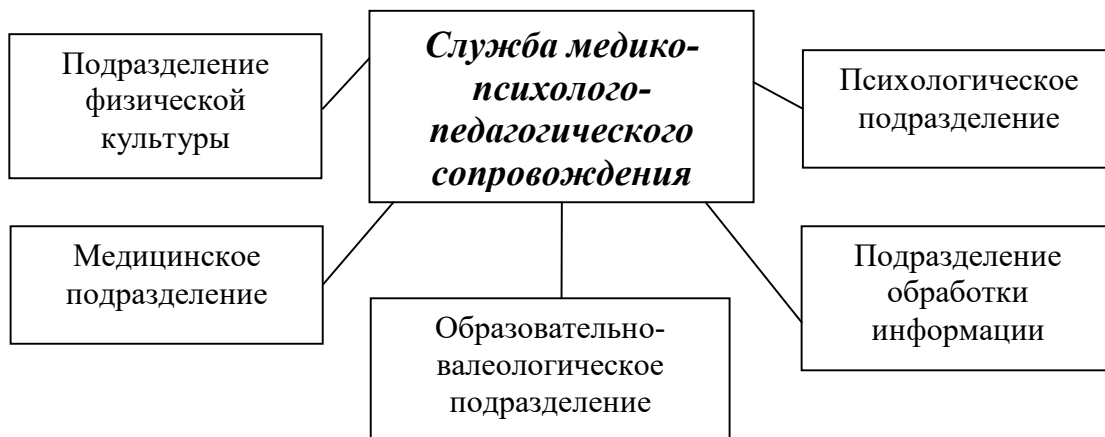 Служба медико-
психолого-
педагогического
сопровождения
Подразделение
физической
культуры
Психологическое
подразделение
Медицинское
подразделение
Образовательно-
валеологическое
подразделение
Подразделение
обработки
информации